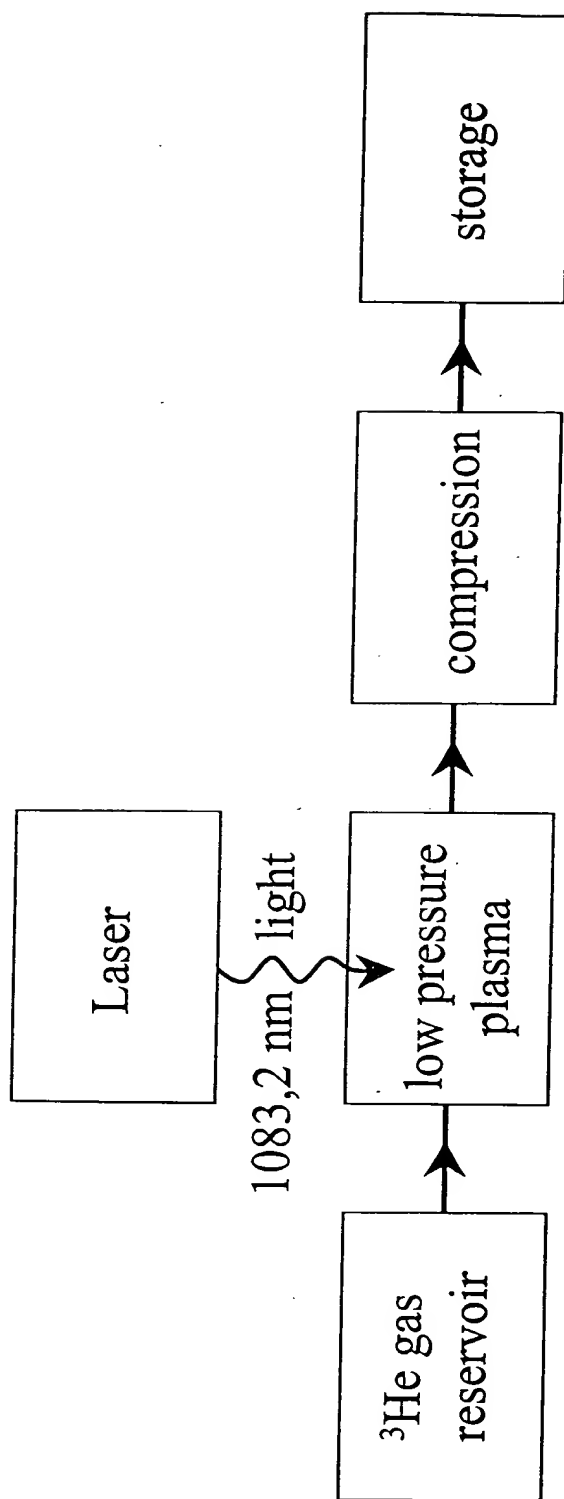 Laser
1083,2 nm light
³He gas
reservoir
low pressure
plasma
compression
storage